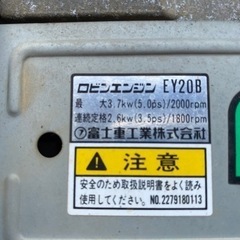 ロビンエンジン EY20B
最 大3.7kw(5.0ps)/2000rpm
連続定格2.6kw(3.5ps)/1800rpm
富士重工業株式会社
注意
安全のため取扱説明書をよく読み
使用してください。 NO.2279180113